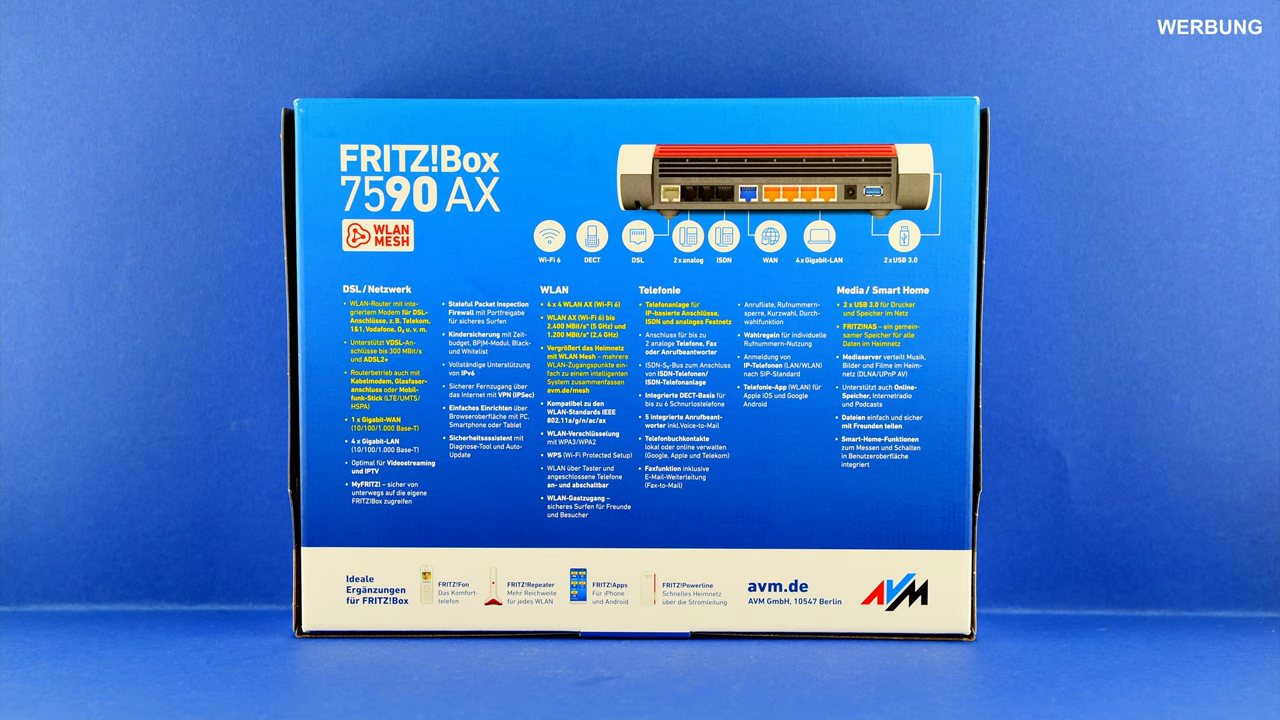 WERBUNG
FRITZ!Box
7590 AX
WLAN
MESH
Wi-Fi 6
DECT
DSL
2 x analog
ISDN
WAN
4 x Gigabit-LAN
2 x USB 3.0
DSL / Netzwerk
• WLAN-Router mit inte-
griertem Modem für DSL-
Anschlüsse, z. B. Telekom,
1&1, Vodafone, O₂ u. v. m.
• Unterstützt VDSL-An-
schlüsse bis 300 MBit/s
und ADSL2+
• Routerbetrieb auch mit
Kabelmodem, Glasfaser-
anschluss oder Mobil-
funk-Stick (LTE/UMTS/
HSPA)
• 1 x Gigabit-WAN
(10/100/1.000 Base-T)
• 4 x Gigabit-LAN
(10/100/1.000 Base-T)
• Optimal für Videostreaming
und IPTV
• MyFRITZ! – sicher von
unterwegs auf die eigene
FRITZ!Box zugreifen
• Stateful Packet Inspection
Firewall mit Portfreigabe
für sicheres Surfen
• Kindersicherung mit Zeit-
budget, BPjM-Modul, Black-
und Whitelist
• Vollständige Unterstützung
von IPv6
• Sicherer Fernzugang über
das Internet mit VPN (IPSec)
• Einfaches Einrichten über
Browseroberfläche mit PC,
Smartphone oder Tablet
• Sicherheitsassistent mit
Diagnose-Tool und Auto-
Update
WLAN
• 4 x 4 WLAN AX (Wi-Fi 6)
• WLAN AX (Wi-Fi 6) bis
2.400 MBit/s* (5 GHz) und
1.200 MBit/s* (2,4 GHz)
• Vergrößert das Heimnetz
mit WLAN Mesh – mehrere
WLAN-Zugangspunkte ein-
fach zu einem intelligenten
System zusammenfassen
avm.de/mesh
• Kompatibel zu den
WLAN-Standards IEEE
802.11a/g/n/ac/ax
• WLAN-Verschlüsselung
mit WPA3/WPA2
• WPS (Wi-Fi Protected Setup)
• WLAN über Taster und
angeschlossene Telefone
an- und abschaltbar
• WLAN-Gastzugang –
sicheres Surfen für Freunde
und Besucher
Telefonie
• Telefonanlage für
IP-basierte Anschlüsse,
ISDN und analoges Festnetz
• Anschluss für bis zu
2 analoge Telefone, Fax
oder Anrufbeantworter
• ISDN-S₀-Bus zum Anschluss
von ISDN-Telefonen/
ISDN-Telefonanlage
• Integrierte DECT-Basis für
bis zu 6 Schnurlostelefone
• 5 integrierte Anrufbeant-
worter inkl. Voice-to-Mail
• Telefonbuchkontakte
lokal oder online verwalten
(Google, Apple und Telekom)
• Faxfunktion inklusive
E-Mail-Weiterleitung
(Fax-to-Mail)
• Anrufliste, Rufnummern-
sperre, Kurzwahl, Durch-
wahlfunktion
• Wahlregeln für individuelle
Rufnummern-Nutzung
• Anmeldung von
IP-Telefonen (LAN/WLAN)
nach SIP-Standard
• Telefonie-App (WLAN) für
Apple iOS und Google
Android
Media / Smart Home
• 2 x USB 3.0 für Drucker
und Speicher im Netz
• FRITZ!NAS – ein gemein-
samer Speicher für alle
Daten im Heimnetz
• Mediaserver verteilt Musik,
Bilder und Filme im Heim-
netz (DLNA/UPnP AV)
• Unterstützt auch Online-
Speicher, Internetradio
und Podcasts
• Dateien einfach und sicher
mit Freunden teilen
• Smart-Home-Funktionen
zum Messen und Schalten
in Benutzeroberfläche
integriert
Ideale
Ergänzungen
für FRITZ!Box
FRITZ!Fon
Das Komfort-
telefon
FRITZ!Repeater
Mehr Reichweite
für jedes WLAN
FRITZ!Apps
Für iPhone
und Android
FRITZ!Powerline
Schnelles Heimnetz
über die Stromleitung
avm.de
AVM GmbH, 10547 Berlin
AVM